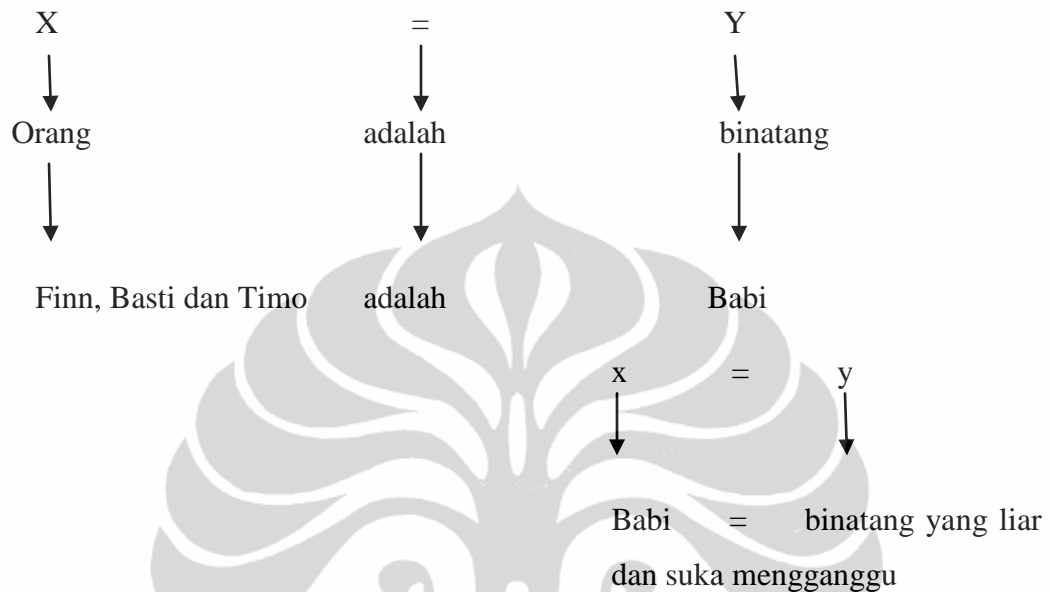 X = Y
Orang adalah binatang
Finn, Basti dan Timo adalah Babi
x = y
Babi = binatang yang liar
dan suka mengganggu